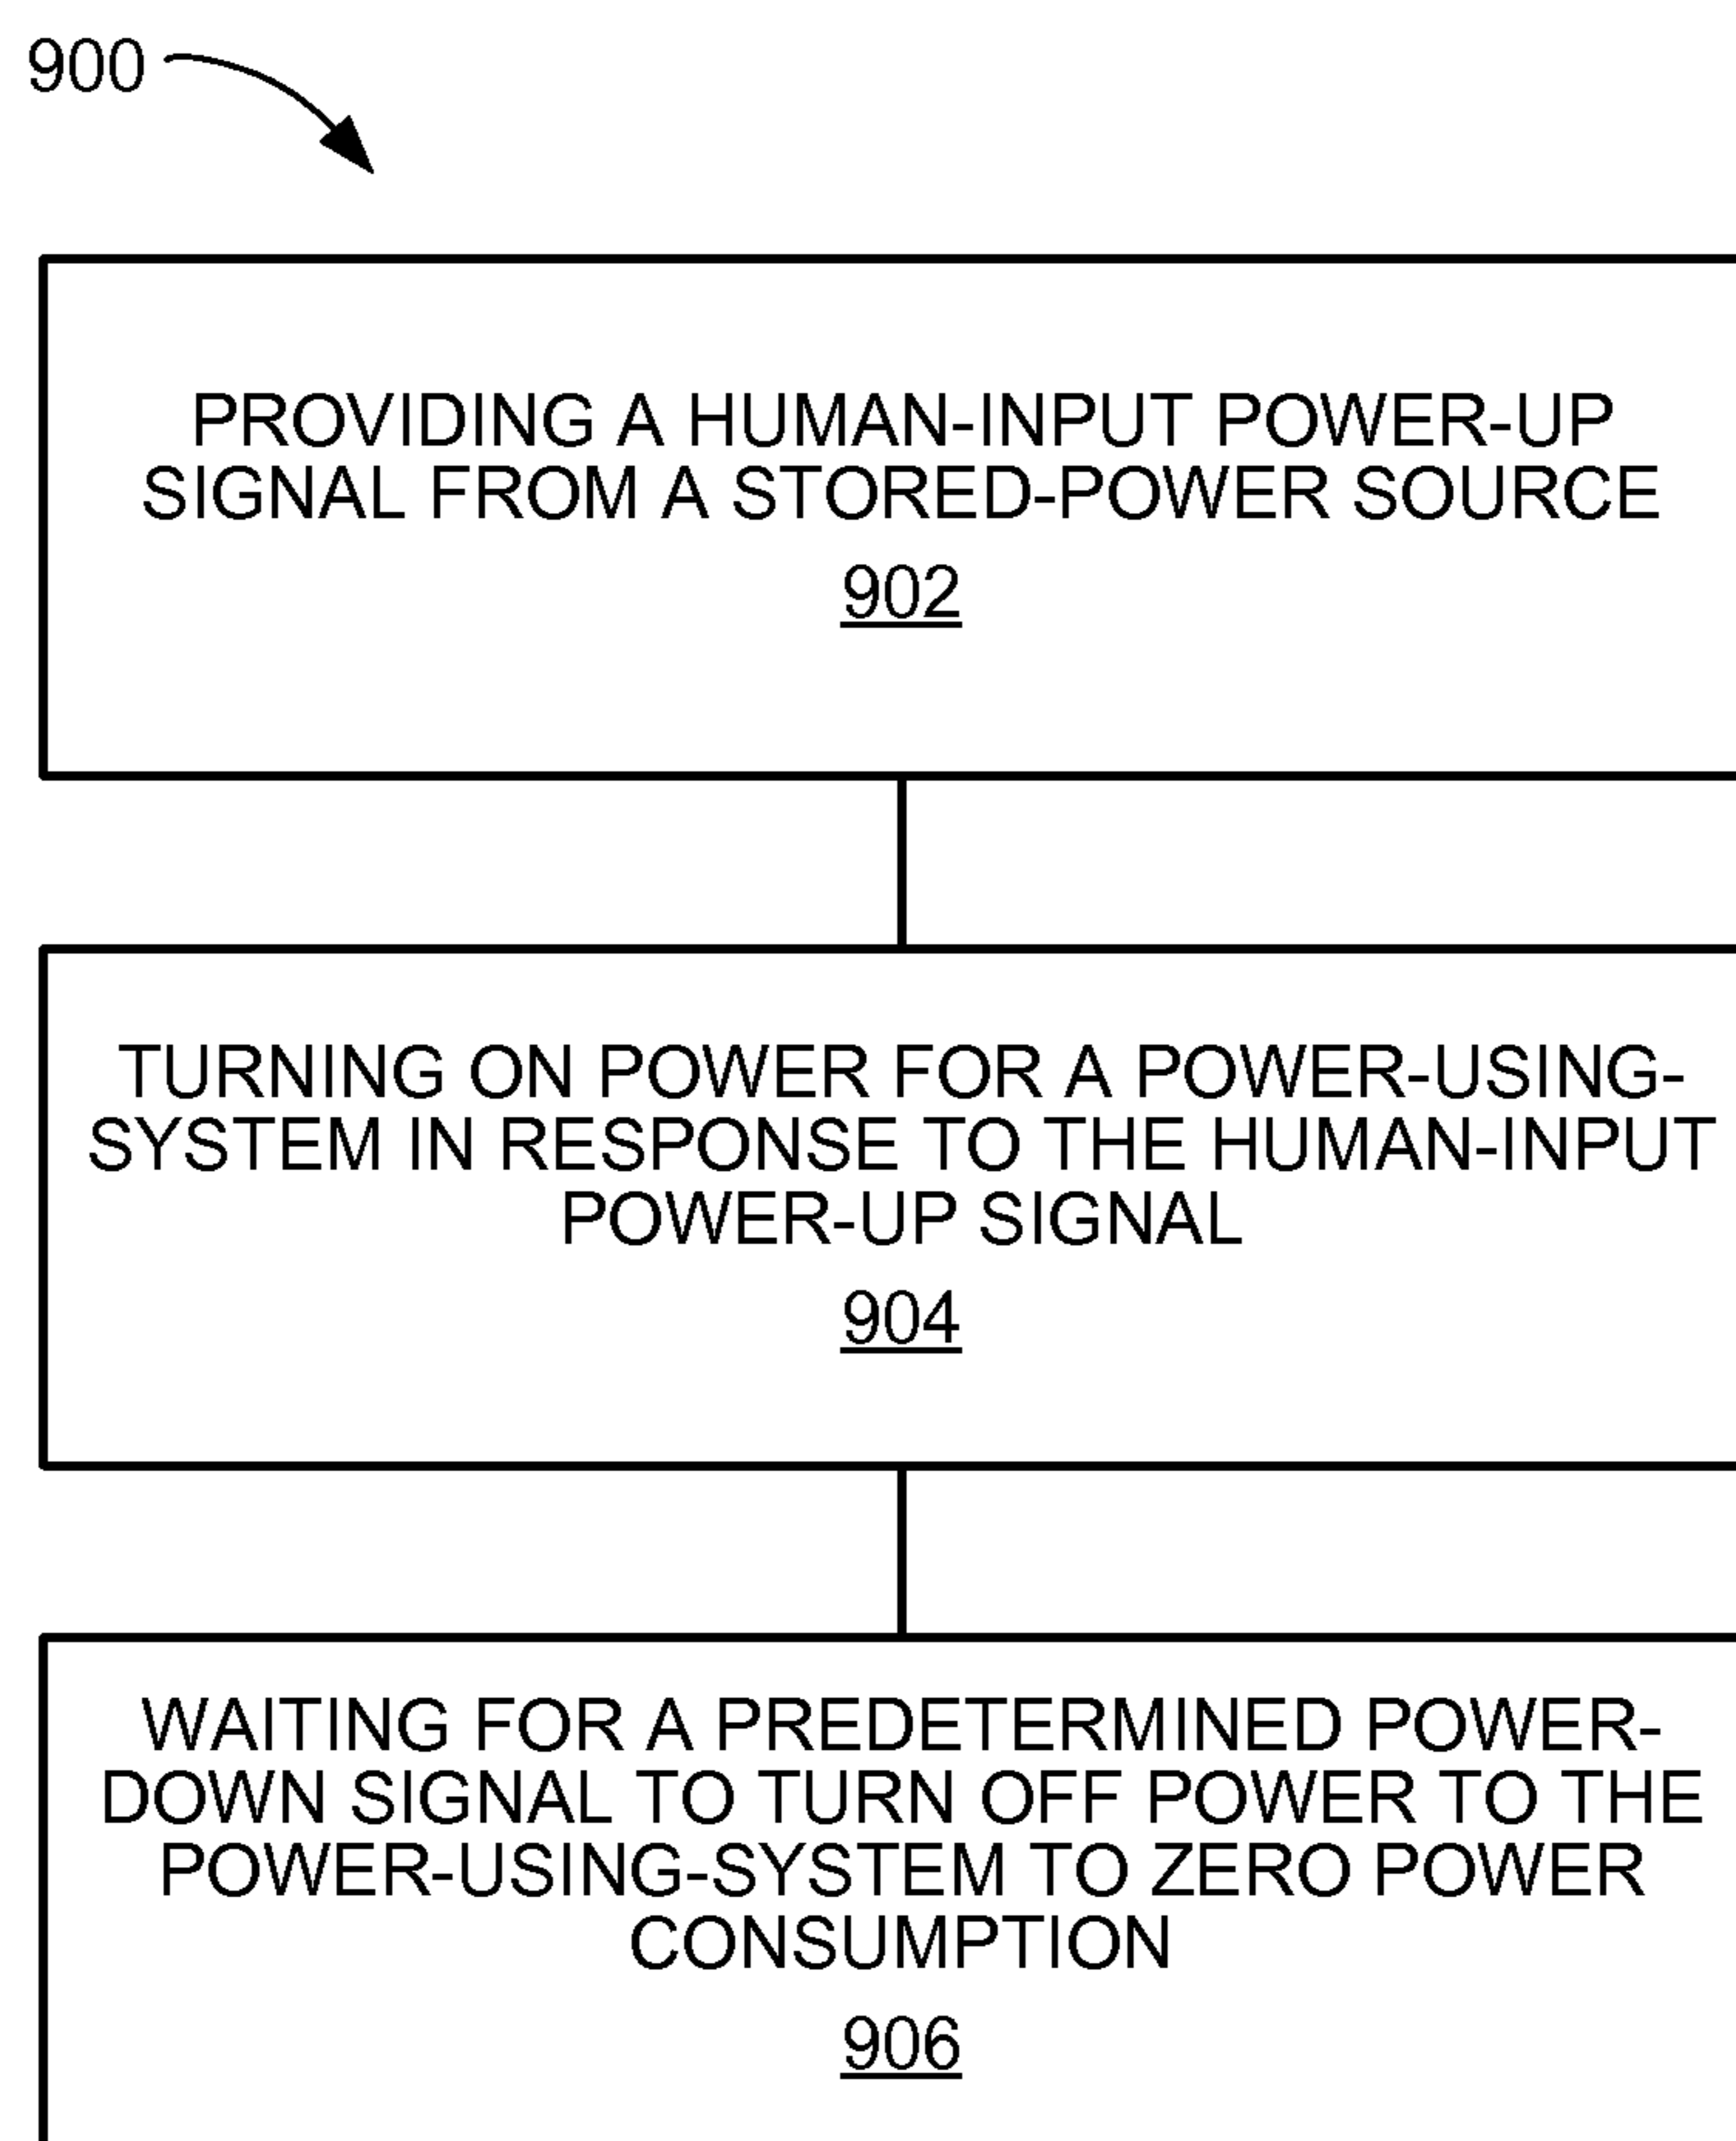 900
PROVIDING A HUMAN-INPUT POWER-UP
SIGNAL FROM A STORED-POWER SOURCE
902
TURNING ON POWER FOR A POWER-USING-
SYSTEM IN RESPONSE TO THE HUMAN-INPUT
POWER-UP SIGNAL
904
WAITING FOR A PREDETERMINED POWER-
DOWN SIGNAL TO TURN OFF POWER TO THE
POWER-USING-SYSTEM TO ZERO POWER
CONSUMPTION
906